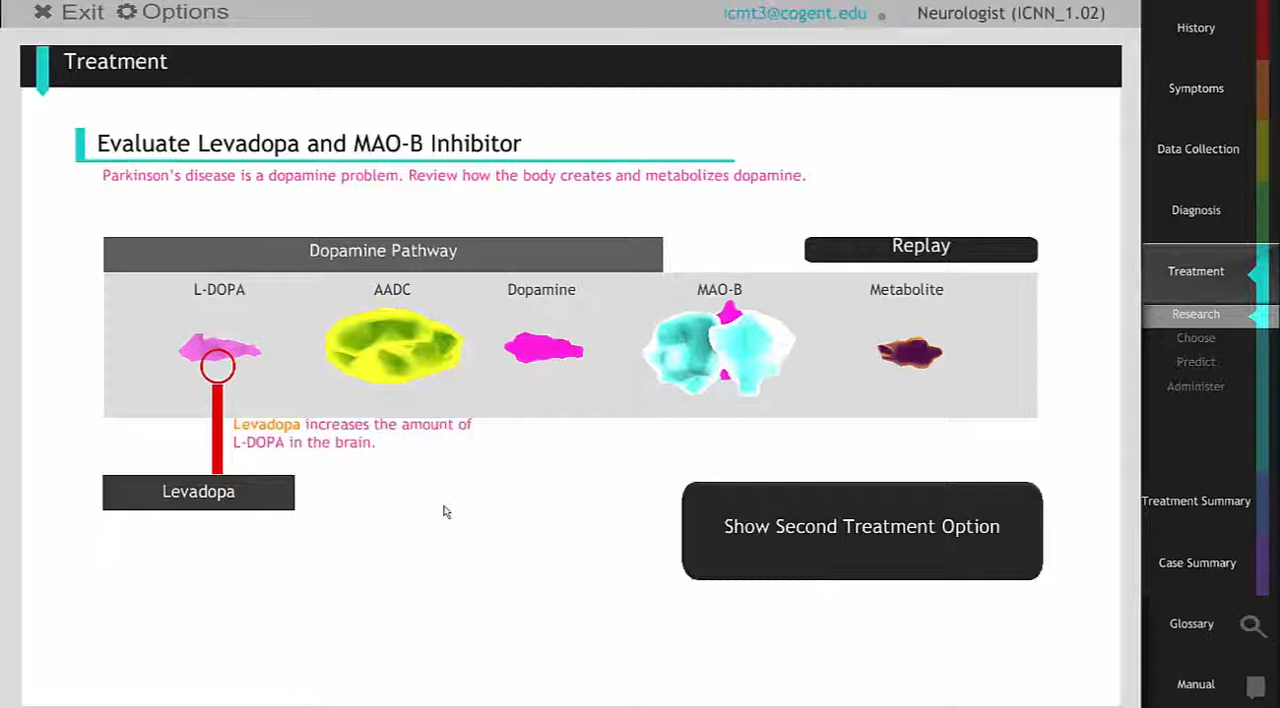 Exit Options
icmt3@cogent.edu
Neurologist (ICNN_1.02)
Treatment
Evaluate Levadopa and MAO-B Inhibitor
Parkinson's disease is a dopamine problem. Review how the body creates and metabolizes dopamine.
Dopamine Pathway
Replay
L-DOPA
AADC
Dopamine
MAO-B
Metabolite
Levadopa increases the amount of
L-DOPA in the brain.
Levadopa
Show Second Treatment Option
History
Symptoms
Data Collection
Diagnosis
Treatment
Research
Choose
Predict
Administer
Treatment Summary
Case Summary
Glossary
Manual